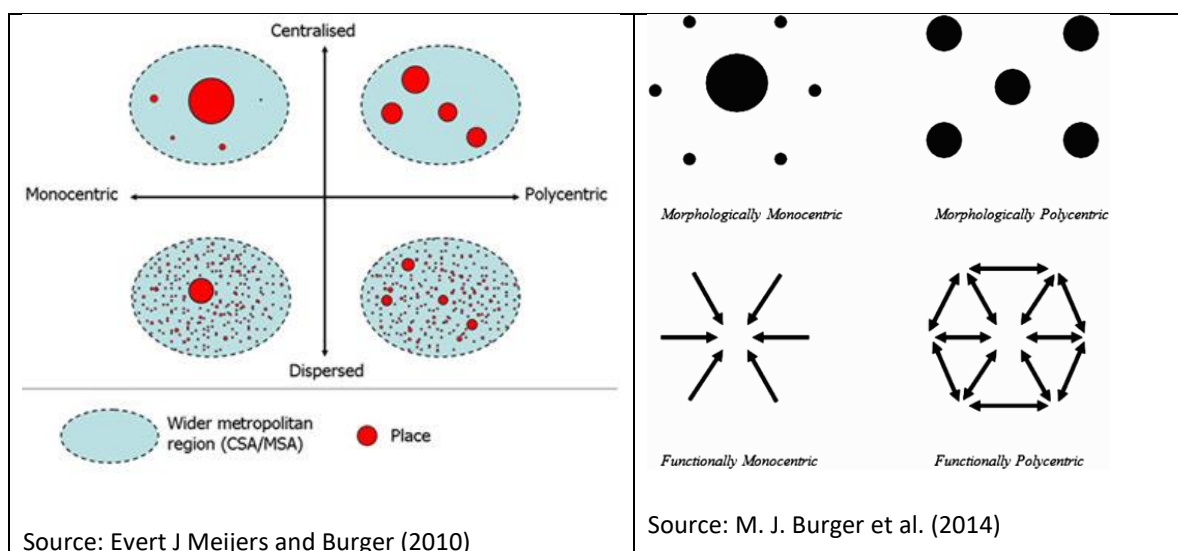 Centralised
Monocentric
Polycentric
Dispersed
Wider metropolitan
region (CSA/MSA)
Place
Source: Evert J Meijers and Burger (2010)
Morphologically Monocentric
Morphologically Polycentric
Functionally Monocentric
Functionally Polycentric
Source: M. J. Burger et al. (2014)